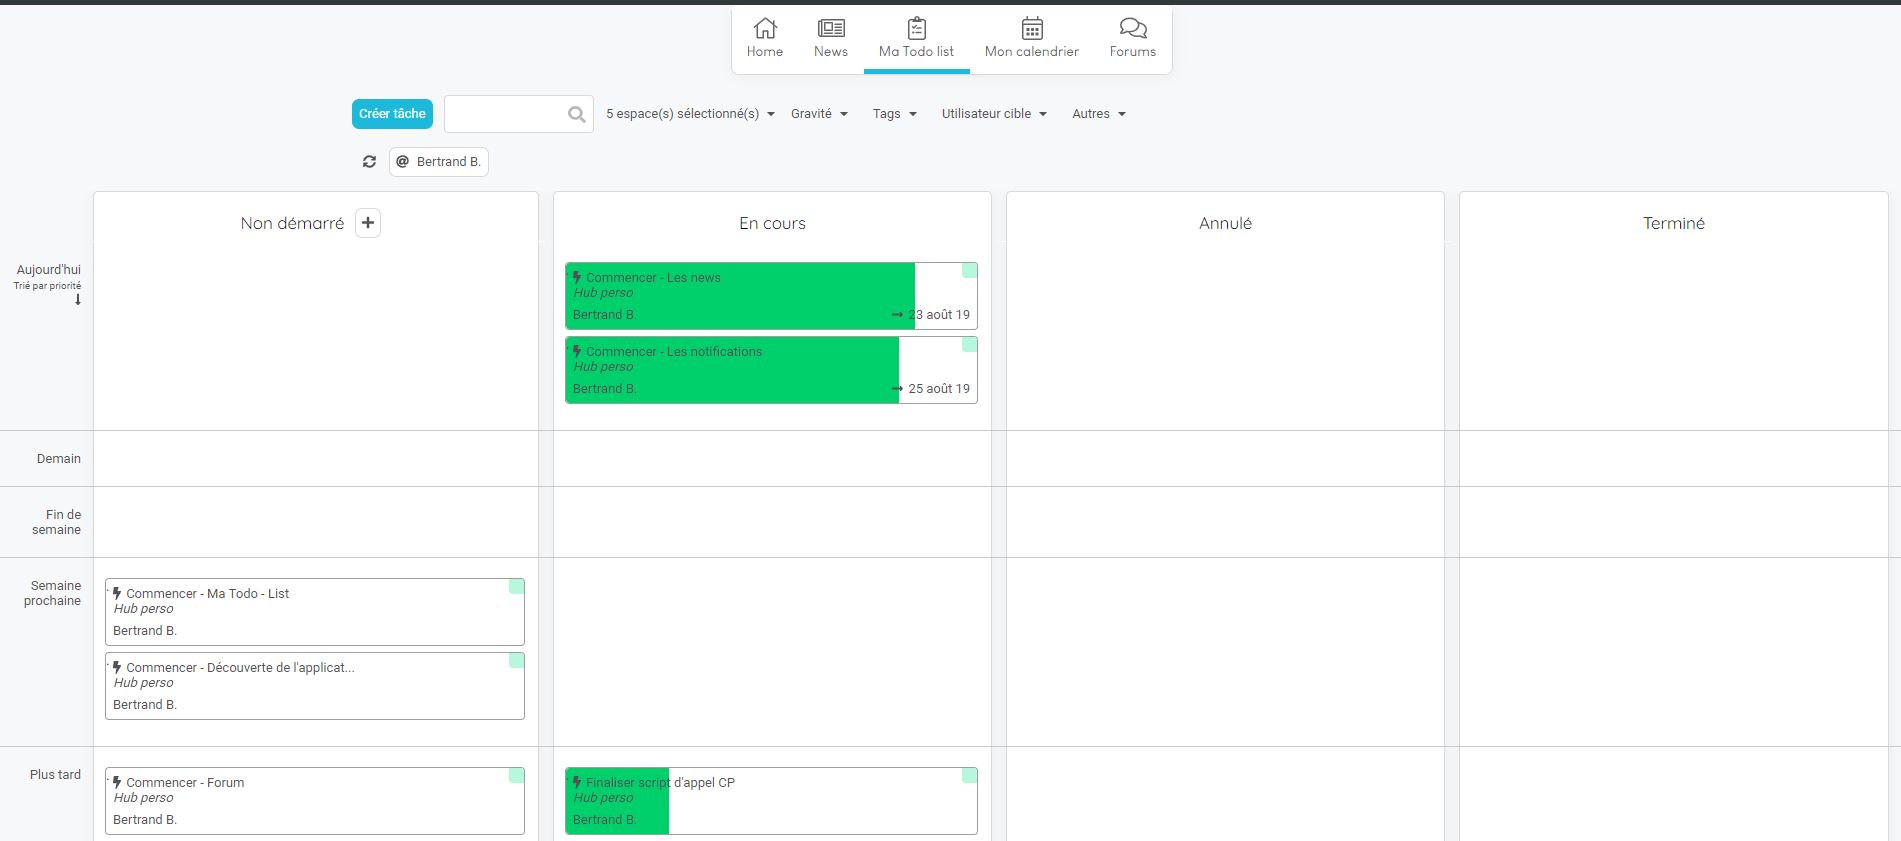 Home
News
Ma Todo list
Mon calendrier
Forums
Créer tâche
5 espace(s) sélectionné(s)
Gravité
Tags
Utilisateur cible
Autres
Bertrand B.
Non démarré
En cours
Annulé
Terminé
Aujourd'hui
Trié par priorité
Commencer - Les news
Hub perso
Bertrand B.
23 août 19
Commencer - Les notifications
Hub perso
Bertrand B.
25 août 19
Demain
Fin de
semaine
Semaine
prochaine
Commencer - Ma Todo - List
Hub perso
Bertrand B.
Commencer - Découverte de l'applicat...
Hub perso
Bertrand B.
Plus tard
Commencer - Forum
Hub perso
Bertrand B.
Finaliser script d'appel CP
Hub perso
Bertrand B.